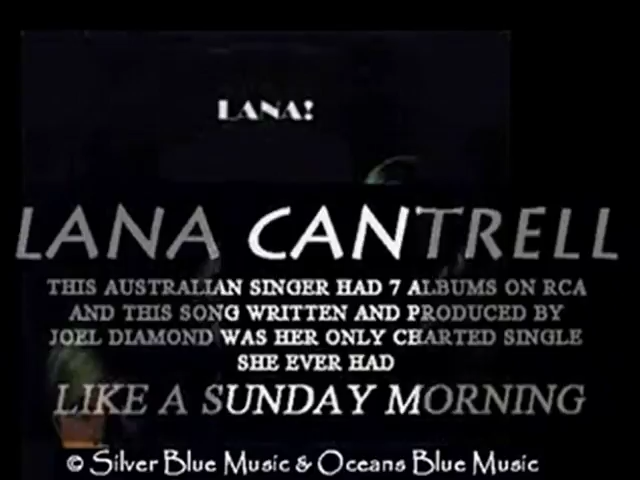 LANA!
LANA CANTRELL
THIS AUSTRALIAN SINGER HAD 7 ALBUMS ON RCA
AND THIS SONG WRITTEN AND PRODUCED BY
JOEL DIAMOND WAS HER ONLY CHARTED SINGLE
SHE EVER HAD
LIKE A SUNDAY MORNING
© Silver Blue Music & Oceans Blue Music